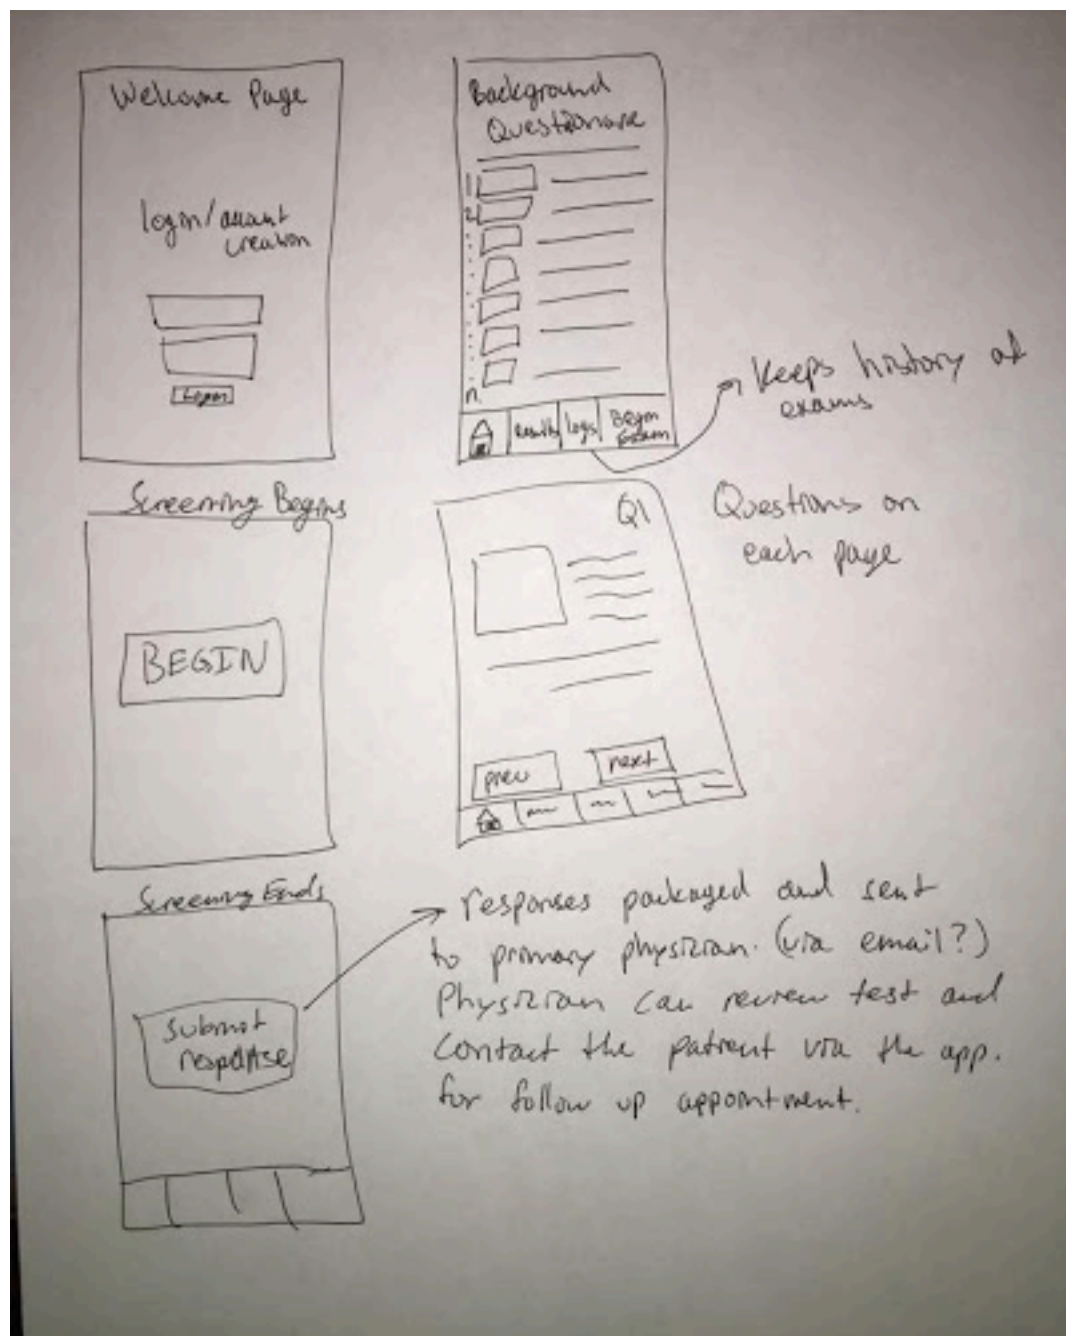 Welcome Page
login/account
creation
Login
Background
Questionare
1
2
n
Results
logs
Begin
Exam
Keeps history of
exams
Screening Begins
BEGIN
Q1
Questions on
each page
prev
next
Screening Ends
Submit
response
responses packaged and sent
to primary physician. (via email?)
Physician can review test and
contact the patient via the app.
for follow up appointment.